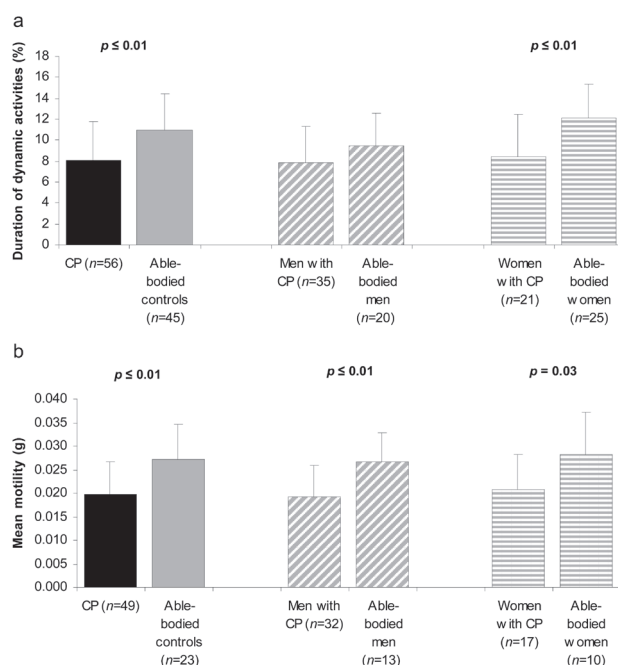 a
p ≤ 0.01 p ≤ 0.01
Duration of dynamic activities (%)
18
16
14
12
10
8
6
4
2
0
CP (n=56)
Able-
bodied
controls
(n=45)
Men with
CP (n=35)
Able-
bodied
men
(n=20)
Women
with CP
(n=21)
Able-
bodied
women
(n=25)
b
p ≤ 0.01 p ≤ 0.01 p = 0.03
Mean motility (g)
0.040
0.035
0.030
0.025
0.020
0.015
0.010
0.005
0.000
CP (n=49)
Able-
bodied
controls
(n=23)
Men with
CP (n=32)
Able-
bodied
men
(n=13)
Women
with CP
(n=17)
Able-
bodied
women
(n=10)